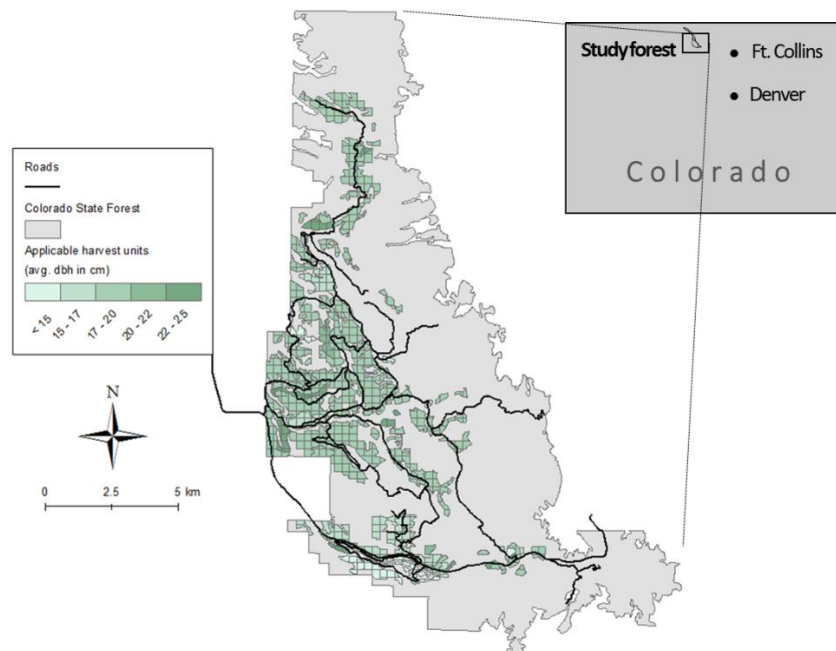 Study forest
Ft. Collins
Denver
Colorado
Roads
Colorado State Forest
Applicable harvest units
(avg. dbh in cm)
< 15
15 - 17
17 - 20
20 - 22
22 - 25
N
0 2.5 5 km